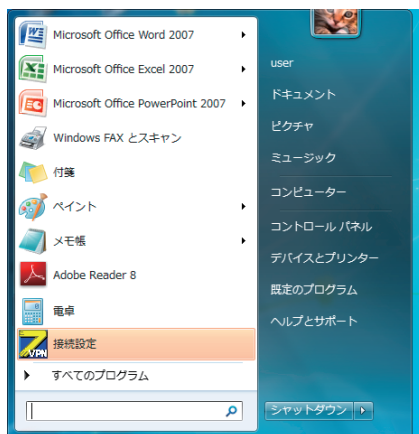 Microsoft Office Word 2007
Microsoft Office Excel 2007
Microsoft Office PowerPoint 2007
Windows FAX とスキャン
付箋
ペイント
メモ帳
Adobe Reader 8
電卓
VPN
接続設定
すべてのプログラム
user
ドキュメント
ピクチャ
ミュージック
コンピューター
コントロール パネル
デバイスとプリンター
既定のプログラム
ヘルプとサポート
シャットダウン